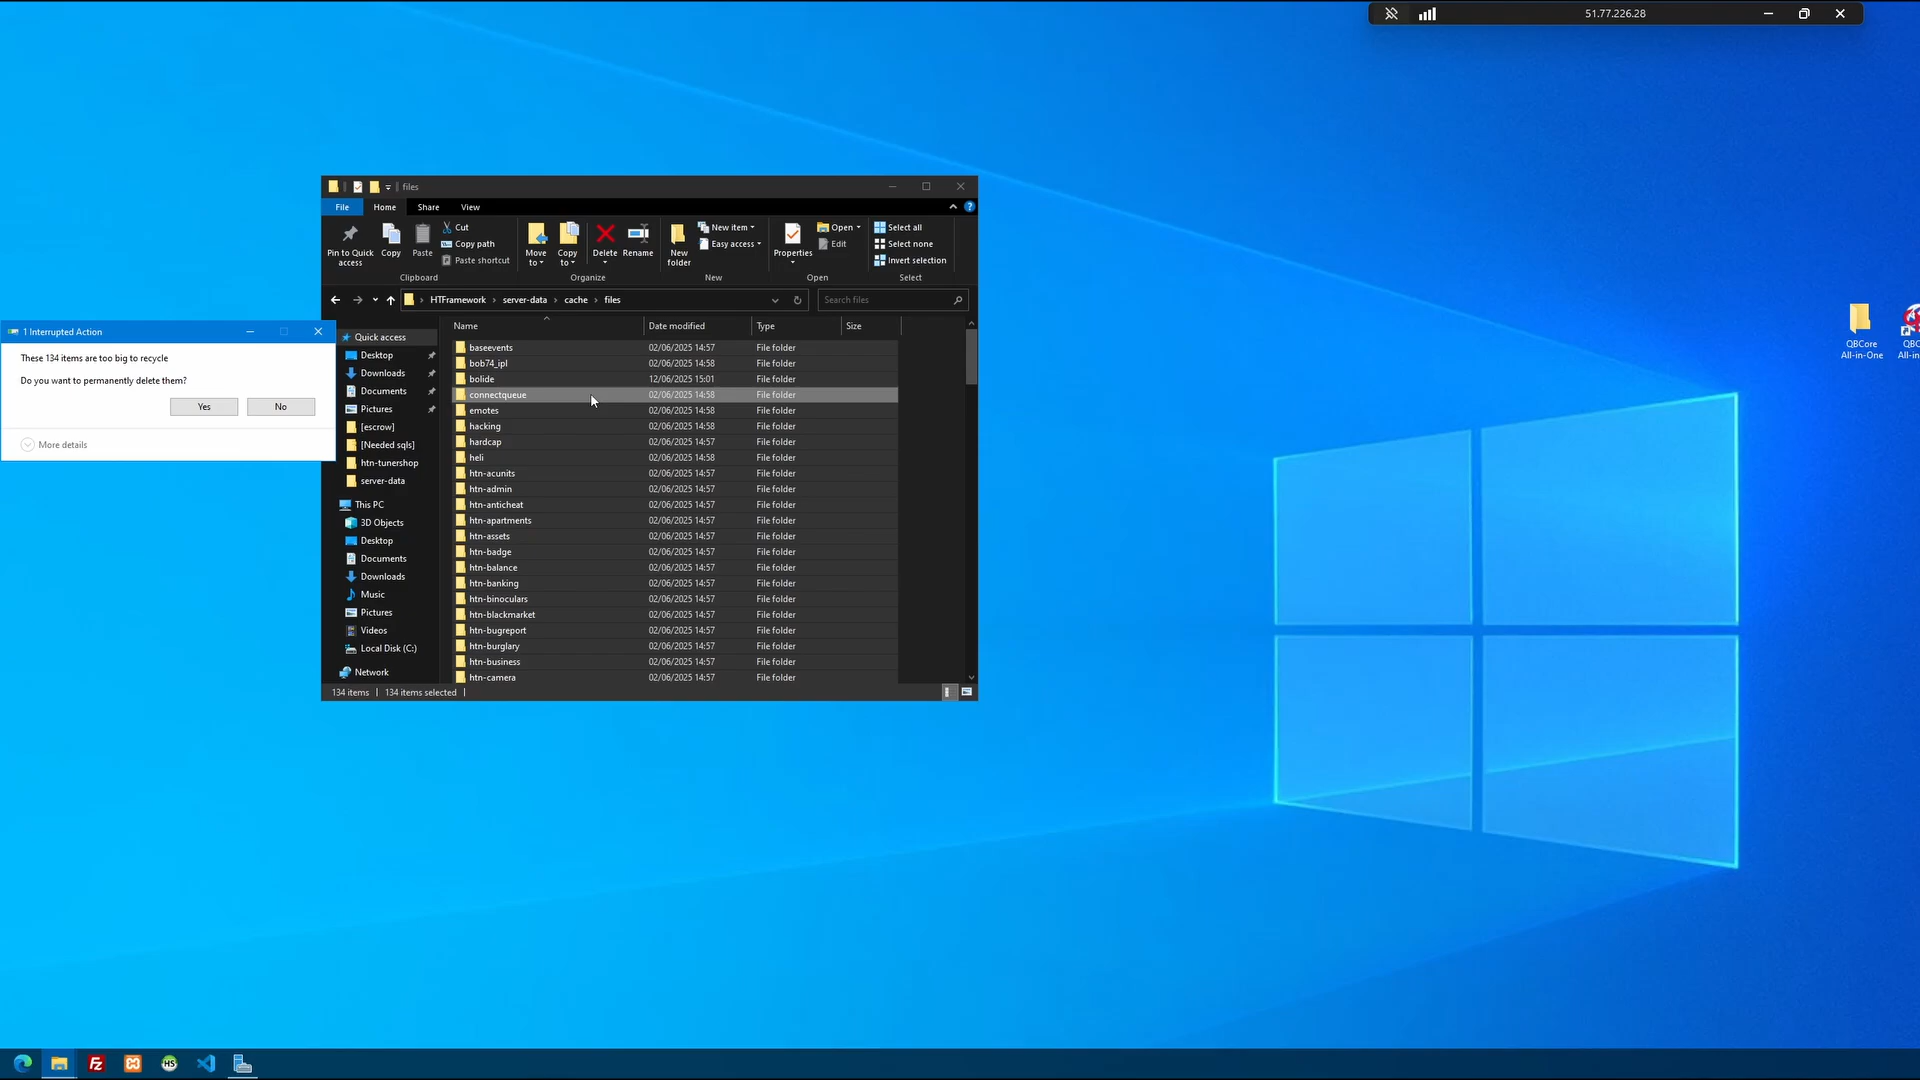 51.77.226.28
files
File Home Share View
Pin to Quick access
Copy
Paste
Cut
Copy path
Paste shortcut
Move to
Copy to
Delete
Rename
New folder
New item
Easy access
Properties
Open
Edit
Select all
Select none
Invert selection
Clipboard Organize New Open Select
HTFramework > server-data > cache > files
Search files
1 Interrupted Action
These 134 items are too big to recycle
Do you want to permanently delete them?
Yes No
More details
Quick access
Desktop
Downloads
Documents
Pictures
[escrow]
[Needed sqls]
htn-tunershop
server-data
This PC
3D Objects
Desktop
Documents
Downloads
Music
Pictures
Videos
Local Disk (C:)
Network
Name Date modified Type Size
baseevents 02/06/2025 14:57 File folder
bob74_ipl 02/06/2025 14:58 File folder
bolide 12/06/2025 15:01 File folder
connectqueue 02/06/2025 14:58 File folder
emotes 02/06/2025 14:58 File folder
hacking 02/06/2025 14:58 File folder
hardcap 02/06/2025 14:57 File folder
heli 02/06/2025 14:58 File folder
htn-acunits 02/06/2025 14:57 File folder
htn-admin 02/06/2025 14:57 File folder
htn-anticheat 02/06/2025 14:57 File folder
htn-apartments 02/06/2025 14:57 File folder
htn-assets 02/06/2025 14:57 File folder
htn-badge 02/06/2025 14:57 File folder
htn-balance 02/06/2025 14:57 File folder
htn-banking 02/06/2025 14:57 File folder
htn-binoculars 02/06/2025 14:57 File folder
htn-blackmarket 02/06/2025 14:57 File folder
htn-bugreport 02/06/2025 14:57 File folder
htn-burglary 02/06/2025 14:57 File folder
htn-business 02/06/2025 14:57 File folder
htn-camera 02/06/2025 14:57 File folder
134 items 134 items selected
QBCore
All-in-One
QBC
All-in